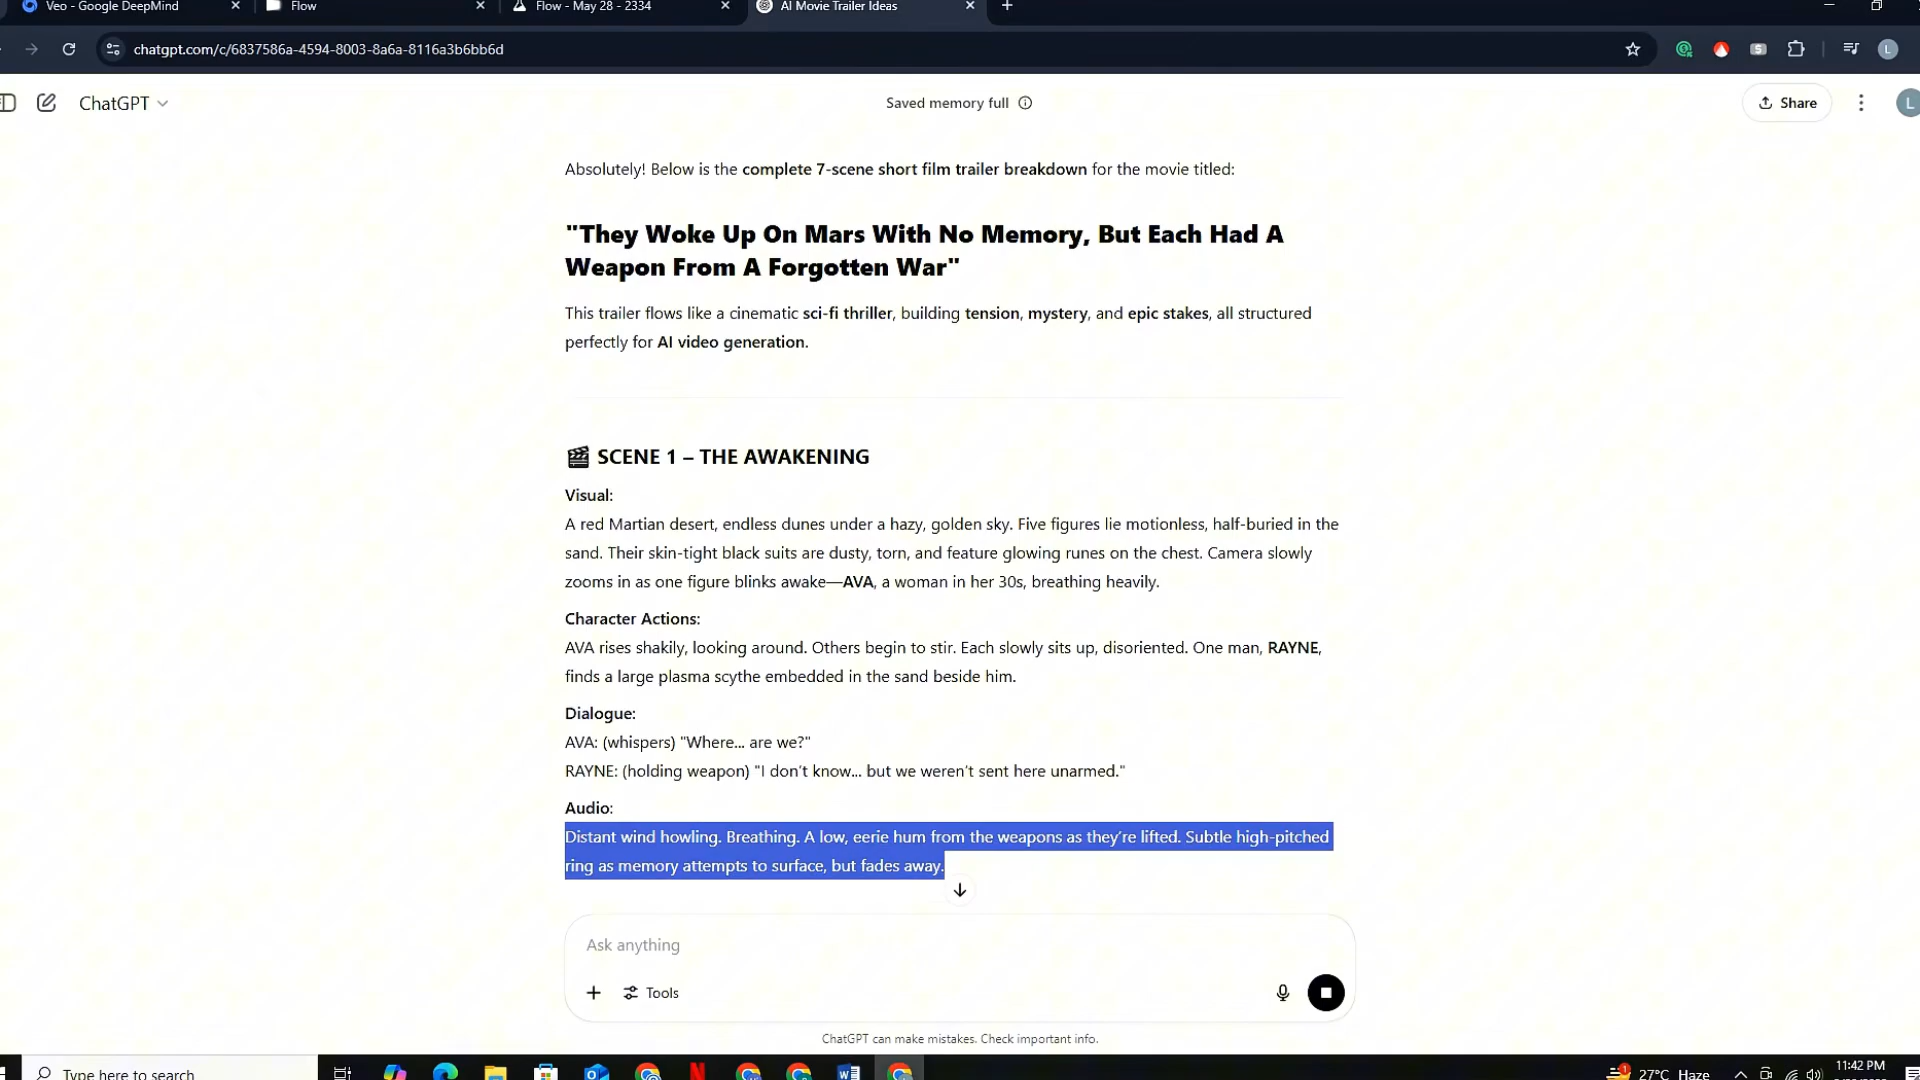 Veo - Google DeepMind
Flow
Flow - May 28 - 2334
AI Movie Trailer Ideas
chatgpt.com/c/6837586a-4594-8003-8a6a-8116a3b6bb6d
S
L
ChatGPT
Saved memory full
Share
L
Absolutely! Below is the complete 7-scene short film trailer breakdown for the movie titled:
"They Woke Up On Mars With No Memory, But Each Had A
Weapon From A Forgotten War"
This trailer flows like a cinematic sci-fi thriller, building tension, mystery, and epic stakes, all structured
perfectly for AI video generation.
SCENE 1 – THE AWAKENING
Visual:
A red Martian desert, endless dunes under a hazy, golden sky. Five figures lie motionless, half-buried in the
sand. Their skin-tight black suits are dusty, torn, and feature glowing runes on the chest. Camera slowly
zooms in as one figure blinks awake—AVA, a woman in her 30s, breathing heavily.
Character Actions:
AVA rises shakily, looking around. Others begin to stir. Each slowly sits up, disoriented. One man, RAYNE,
finds a large plasma scythe embedded in the sand beside him.
Dialogue:
AVA: (whispers) "Where... are we?"
RAYNE: (holding weapon) "I don't know... but we weren't sent here unarmed."
Audio:
Distant wind howling. Breathing. A low, eerie hum from the weapons as they're lifted. Subtle high-pitched
ring as memory attempts to surface, but fades away.
Ask anything
Tools
ChatGPT can make mistakes. Check important info.
Type here to search
27°C Haze
11:42 PM